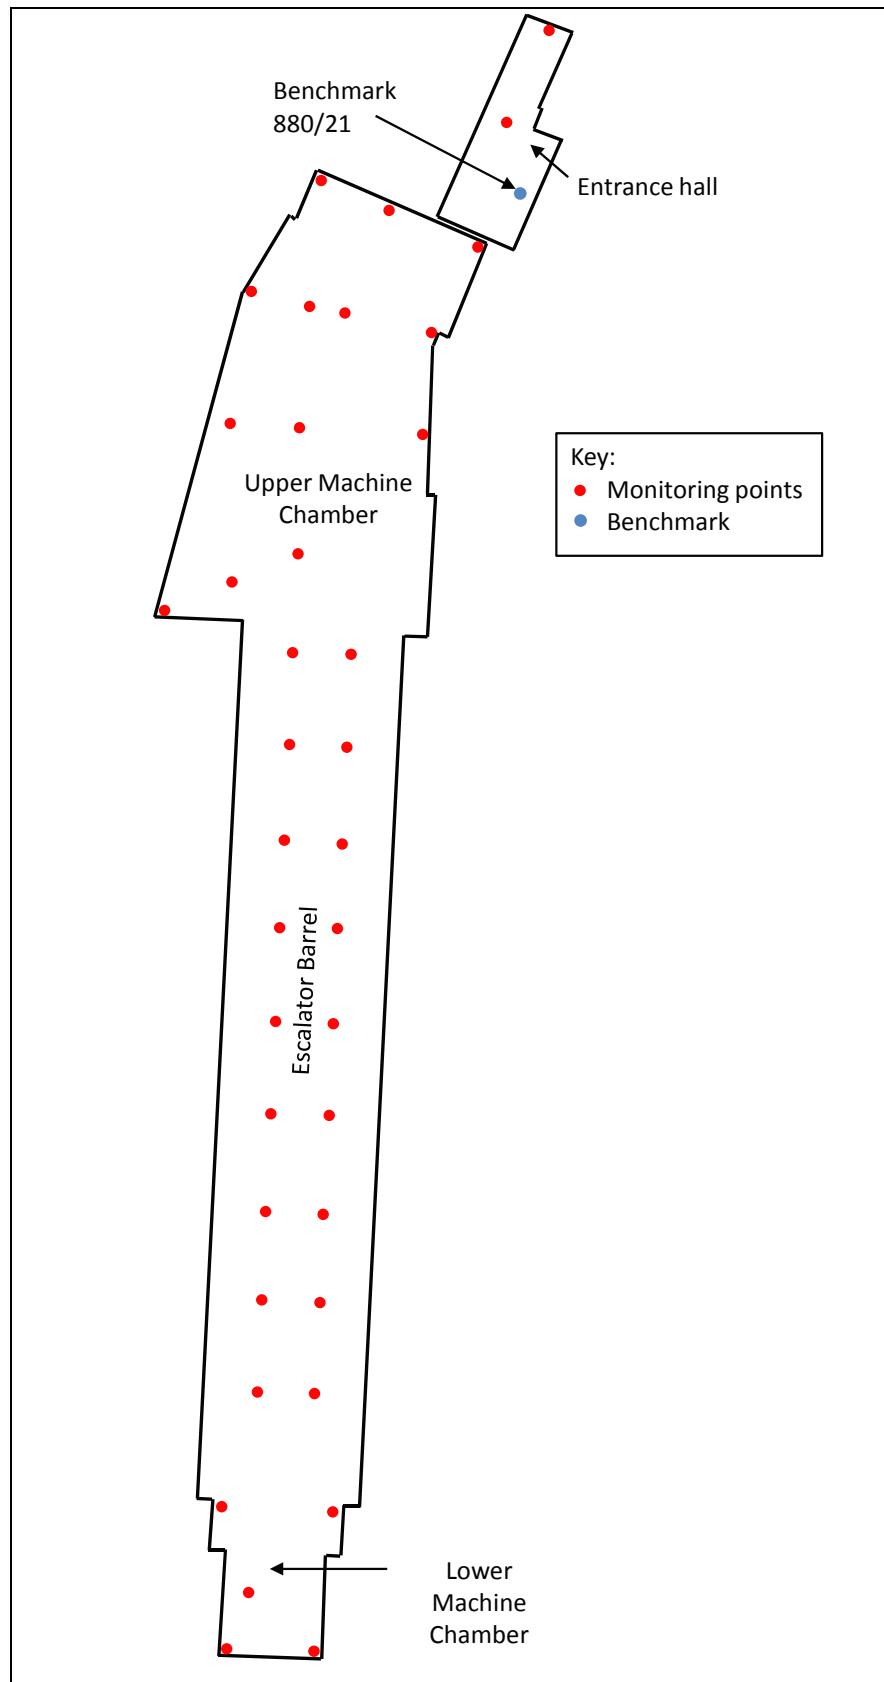 Benchmark
880/21
Entrance hall
Upper Machine
Chamber
Key:
Monitoring points
Benchmark
Escalator Barrel
Lower
Machine
Chamber